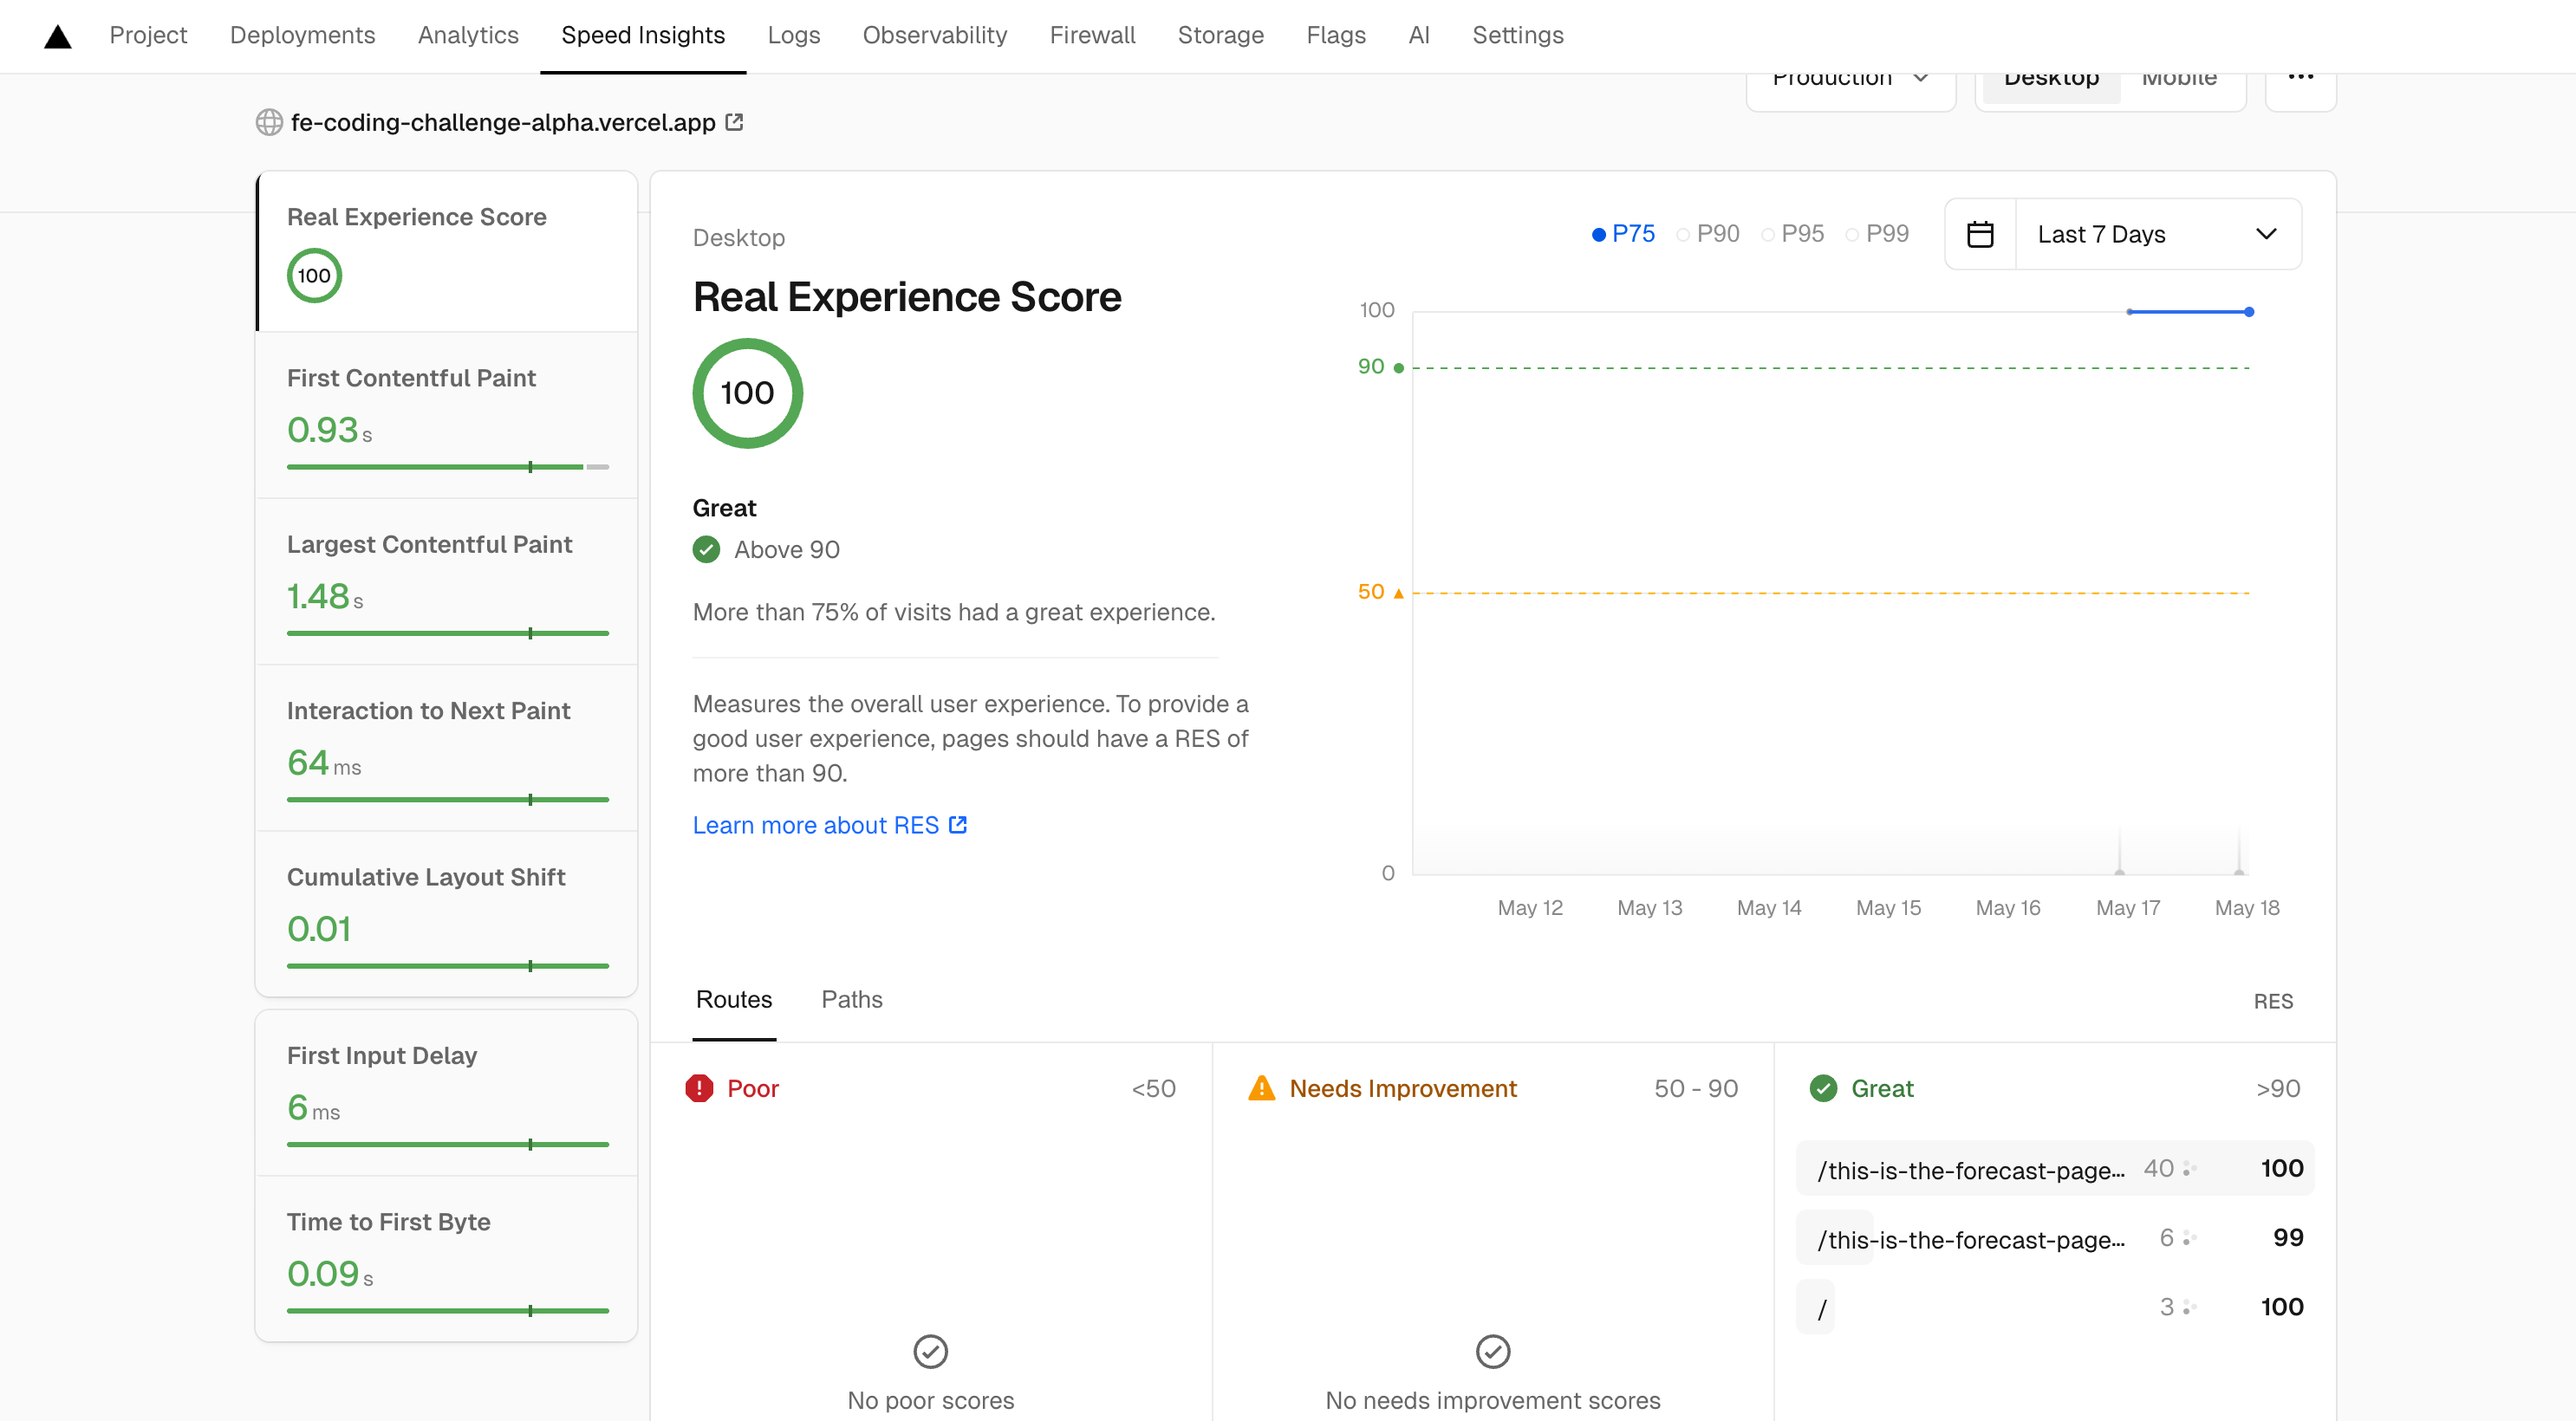 Project Deployments Analytics Speed Insights Logs Observability Firewall Storage Flags AI Settings
Production Desktop Mobile
fe-coding-challenge-alpha.vercel.app
Real Experience Score
100
First Contentful Paint
0.93 s
Largest Contentful Paint
1.48 s
Interaction to Next Paint
64 ms
Cumulative Layout Shift
0.01
First Input Delay
6 ms
Time to First Byte
0.09 s
Desktop
Real Experience Score
100
Great
Above 90
More than 75% of visits had a great experience.
Measures the overall user experience. To provide a
good user experience, pages should have a RES of
more than 90.
Learn more about RES
P75 P90 P95 P99
Last 7 Days
100
90
50
0
May 12 May 13 May 14 May 15 May 16 May 17 May 18
Routes Paths RES
Poor <50
No poor scores
Needs Improvement 50 - 90
No needs improvement scores
Great >90
/this-is-the-forecast-page... 40 100
/this-is-the-forecast-page... 6 99
/ 3 100